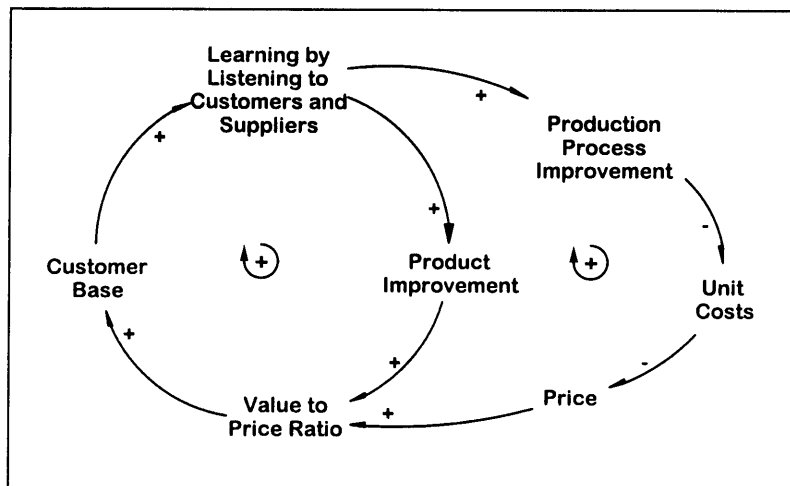 Learning by
Listening to
Customers and
Suppliers
+
+
Production
Process
Improvement
+
+
-
Customer
Base
+
Product
Improvement
+
Unit
Costs
+
+
-
Value to
Price Ratio
+
Price